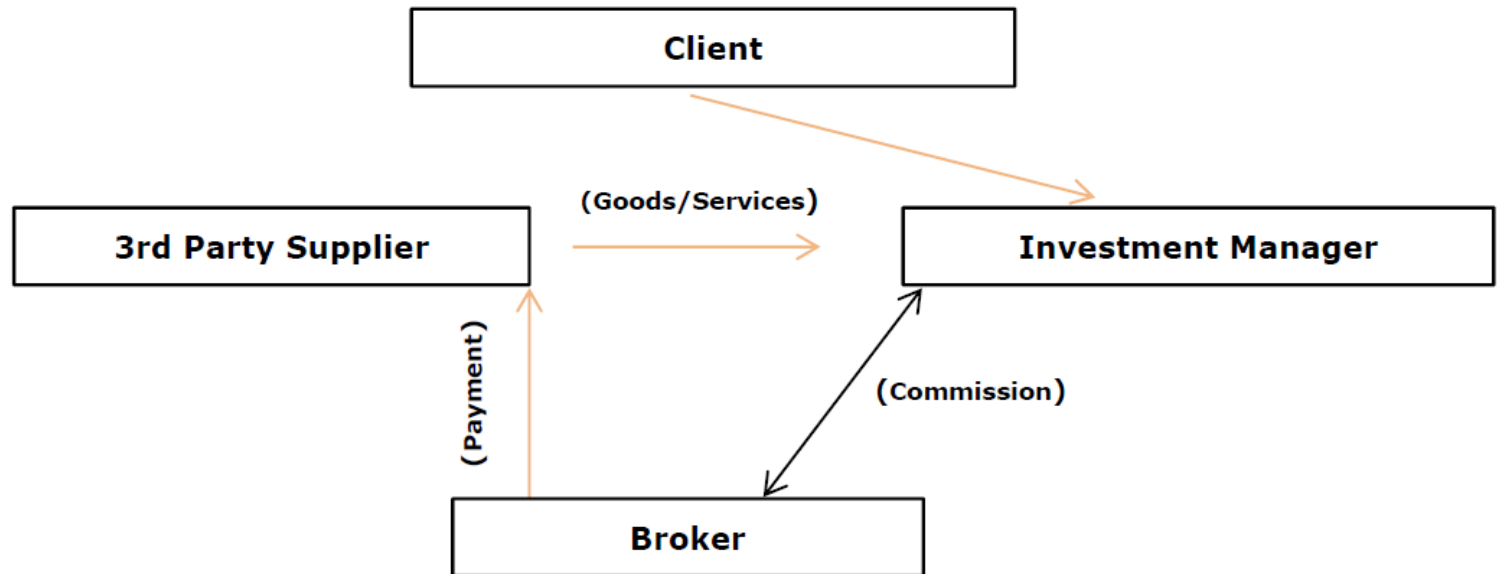 Client
(Goods/Services)
3rd Party Supplier
Investment Manager
(Payment)
(Commission)
Broker